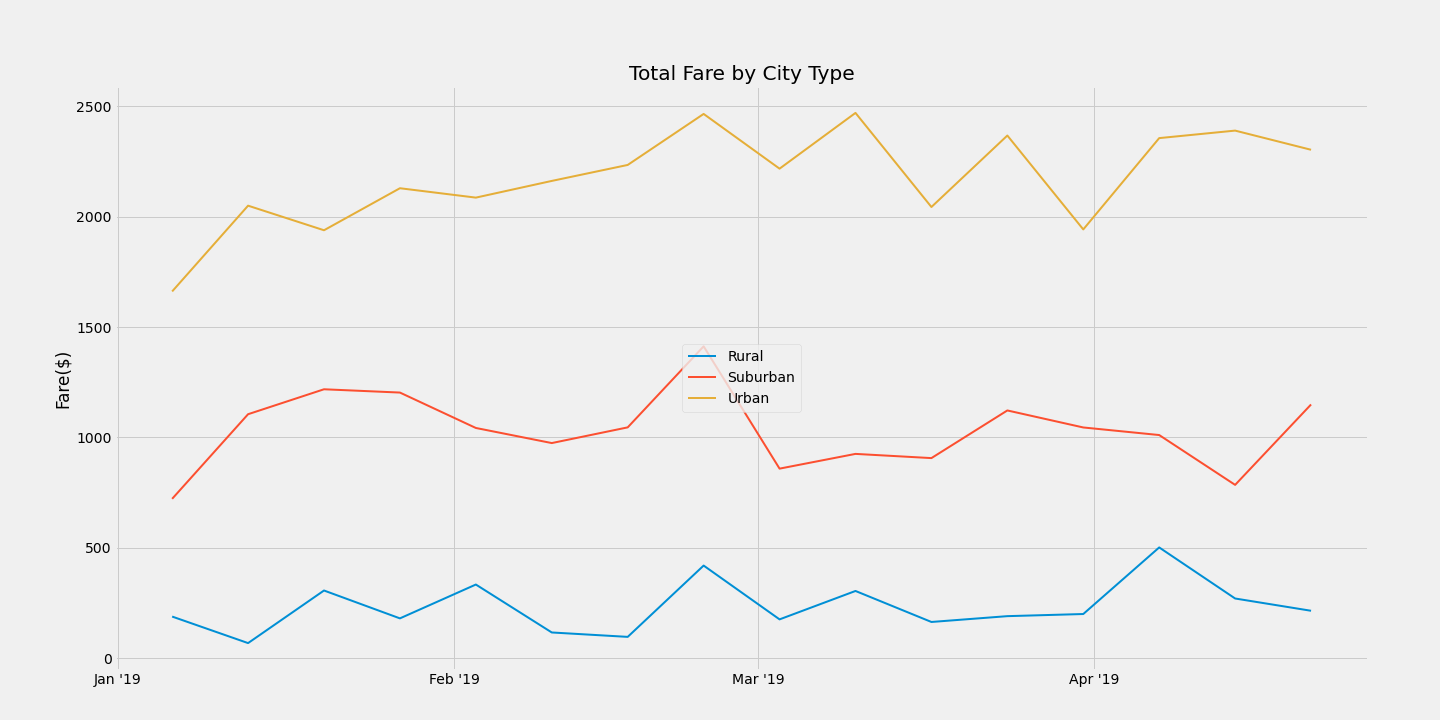 Total Fare by City Type
Fare($)
2500
2000
1500
1000
500
0
Rural
Suburban
Urban
Jan '19 Feb '19 Mar '19 Apr '19